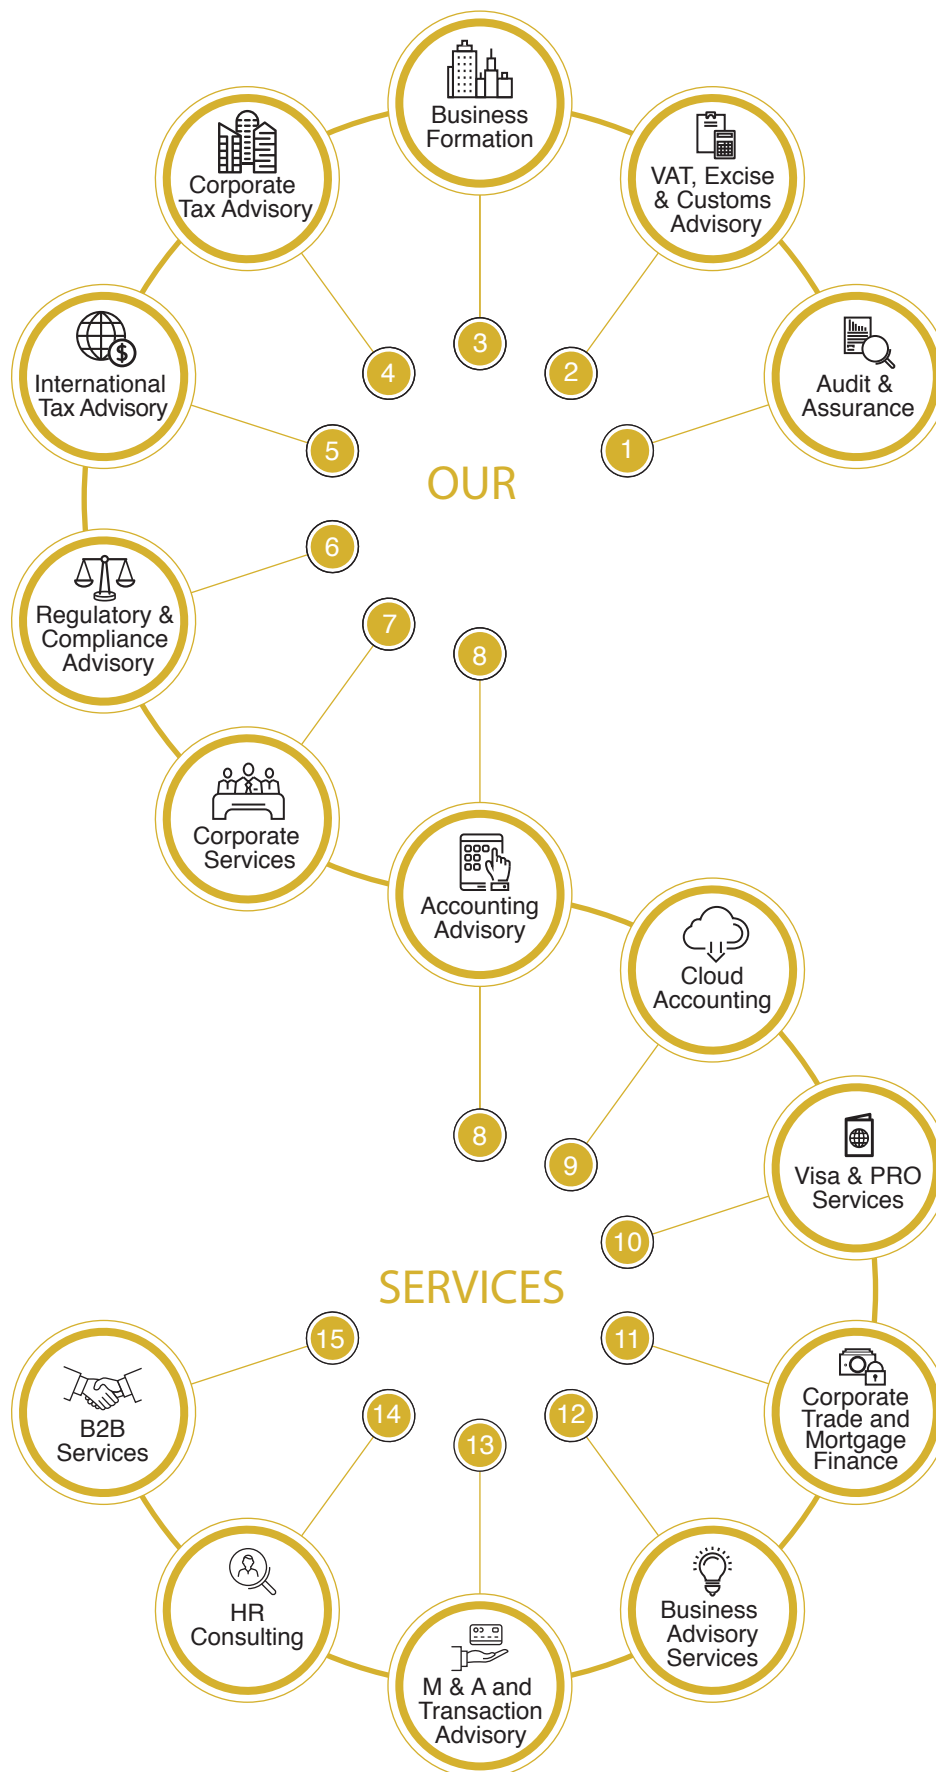 OUR
1
Audit &
Assurance
2
VAT, Excise
& Customs
Advisory
3
Business
Formation
4
Corporate
Tax Advisory
5
International
Tax Advisory
6
Regulatory &
Compliance
Advisory
7
Corporate
Services
8
Accounting
Advisory
8
SERVICES
9
Cloud
Accounting
10
Visa & PRO
Services
11
Corporate
Trade and
Mortgage
Finance
12
Business
Advisory
Services
13
M & A and
Transaction
Advisory
14
HR
Consulting
15
B2B
Services
$